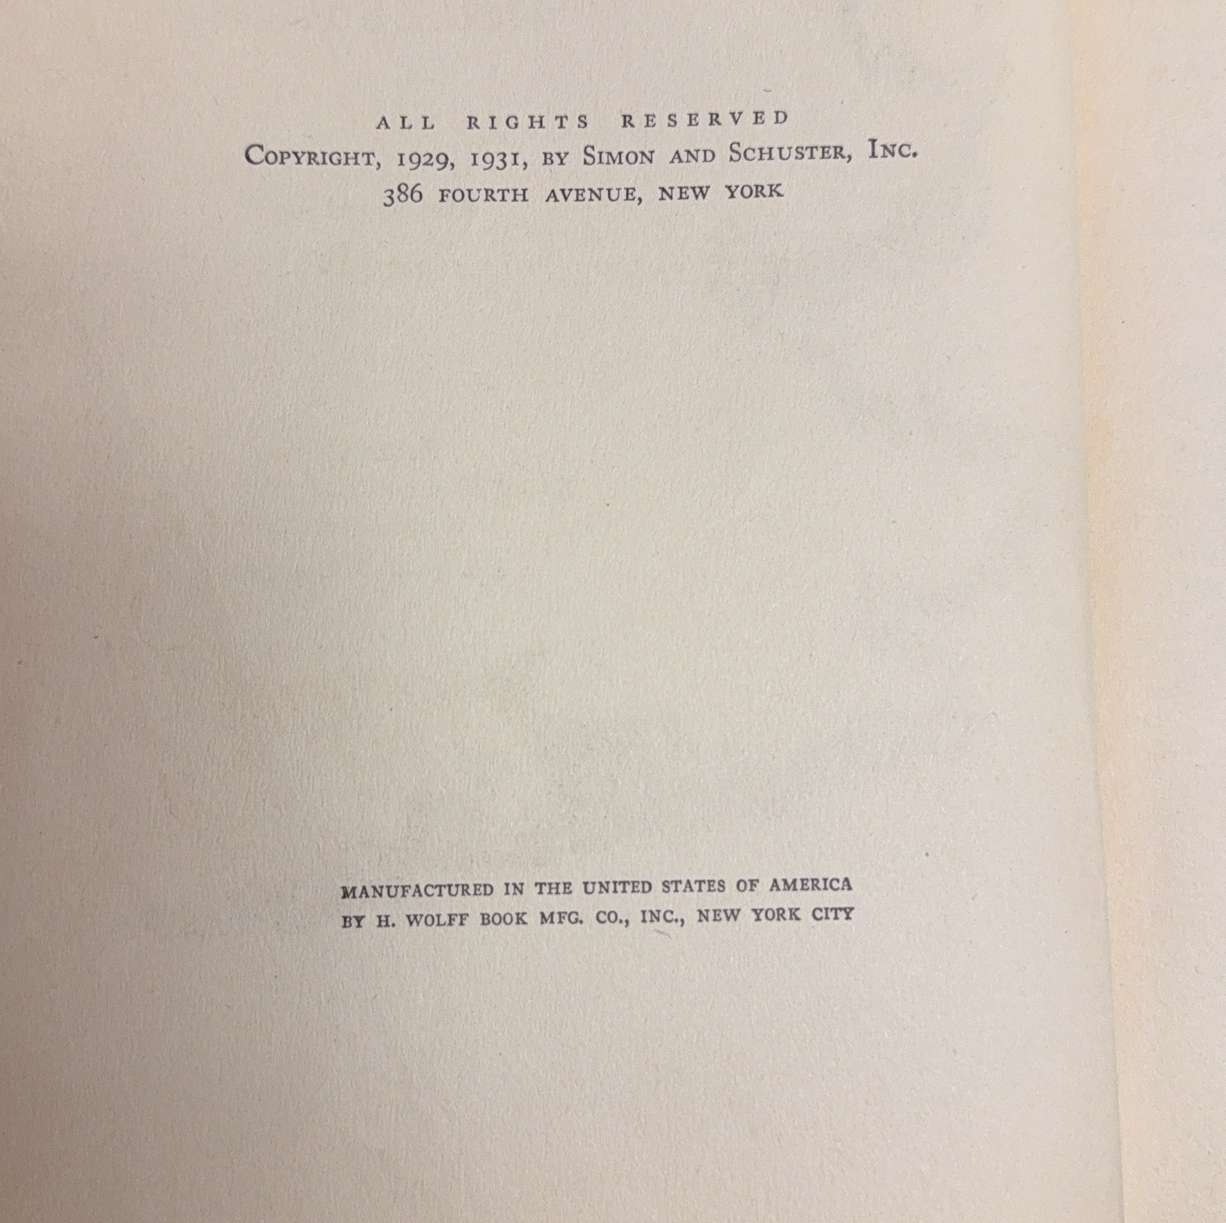 ALL RIGHTS RESERVED
COPYRIGHT, 1929, 1931, BY SIMON AND SCHUSTER, INC.
386 FOURTH AVENUE, NEW YORK
MANUFACTURED IN THE UNITED STATES OF AMERICA
BY H. WOLFF BOOK MFG. CO., INC., NEW YORK CITY